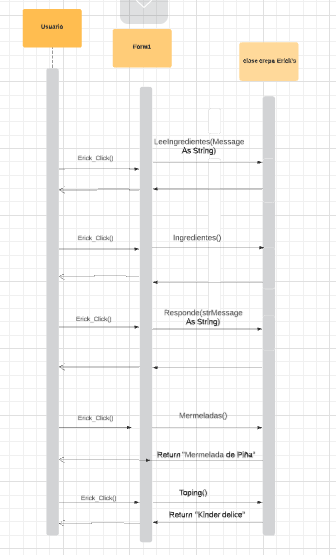 Usuario
Form1
clase crepa Erick's
LeeIngredientes(Message
As String)
Erick_Click()
Erick_Click()
Ingredientes()
Responde(strMessage
As String)
Erick_Click()
Erick_Click()
Mermeladas()
Return "Mermelada de Piña"
Toping()
Erick_Click()
Return "Kinder delice"